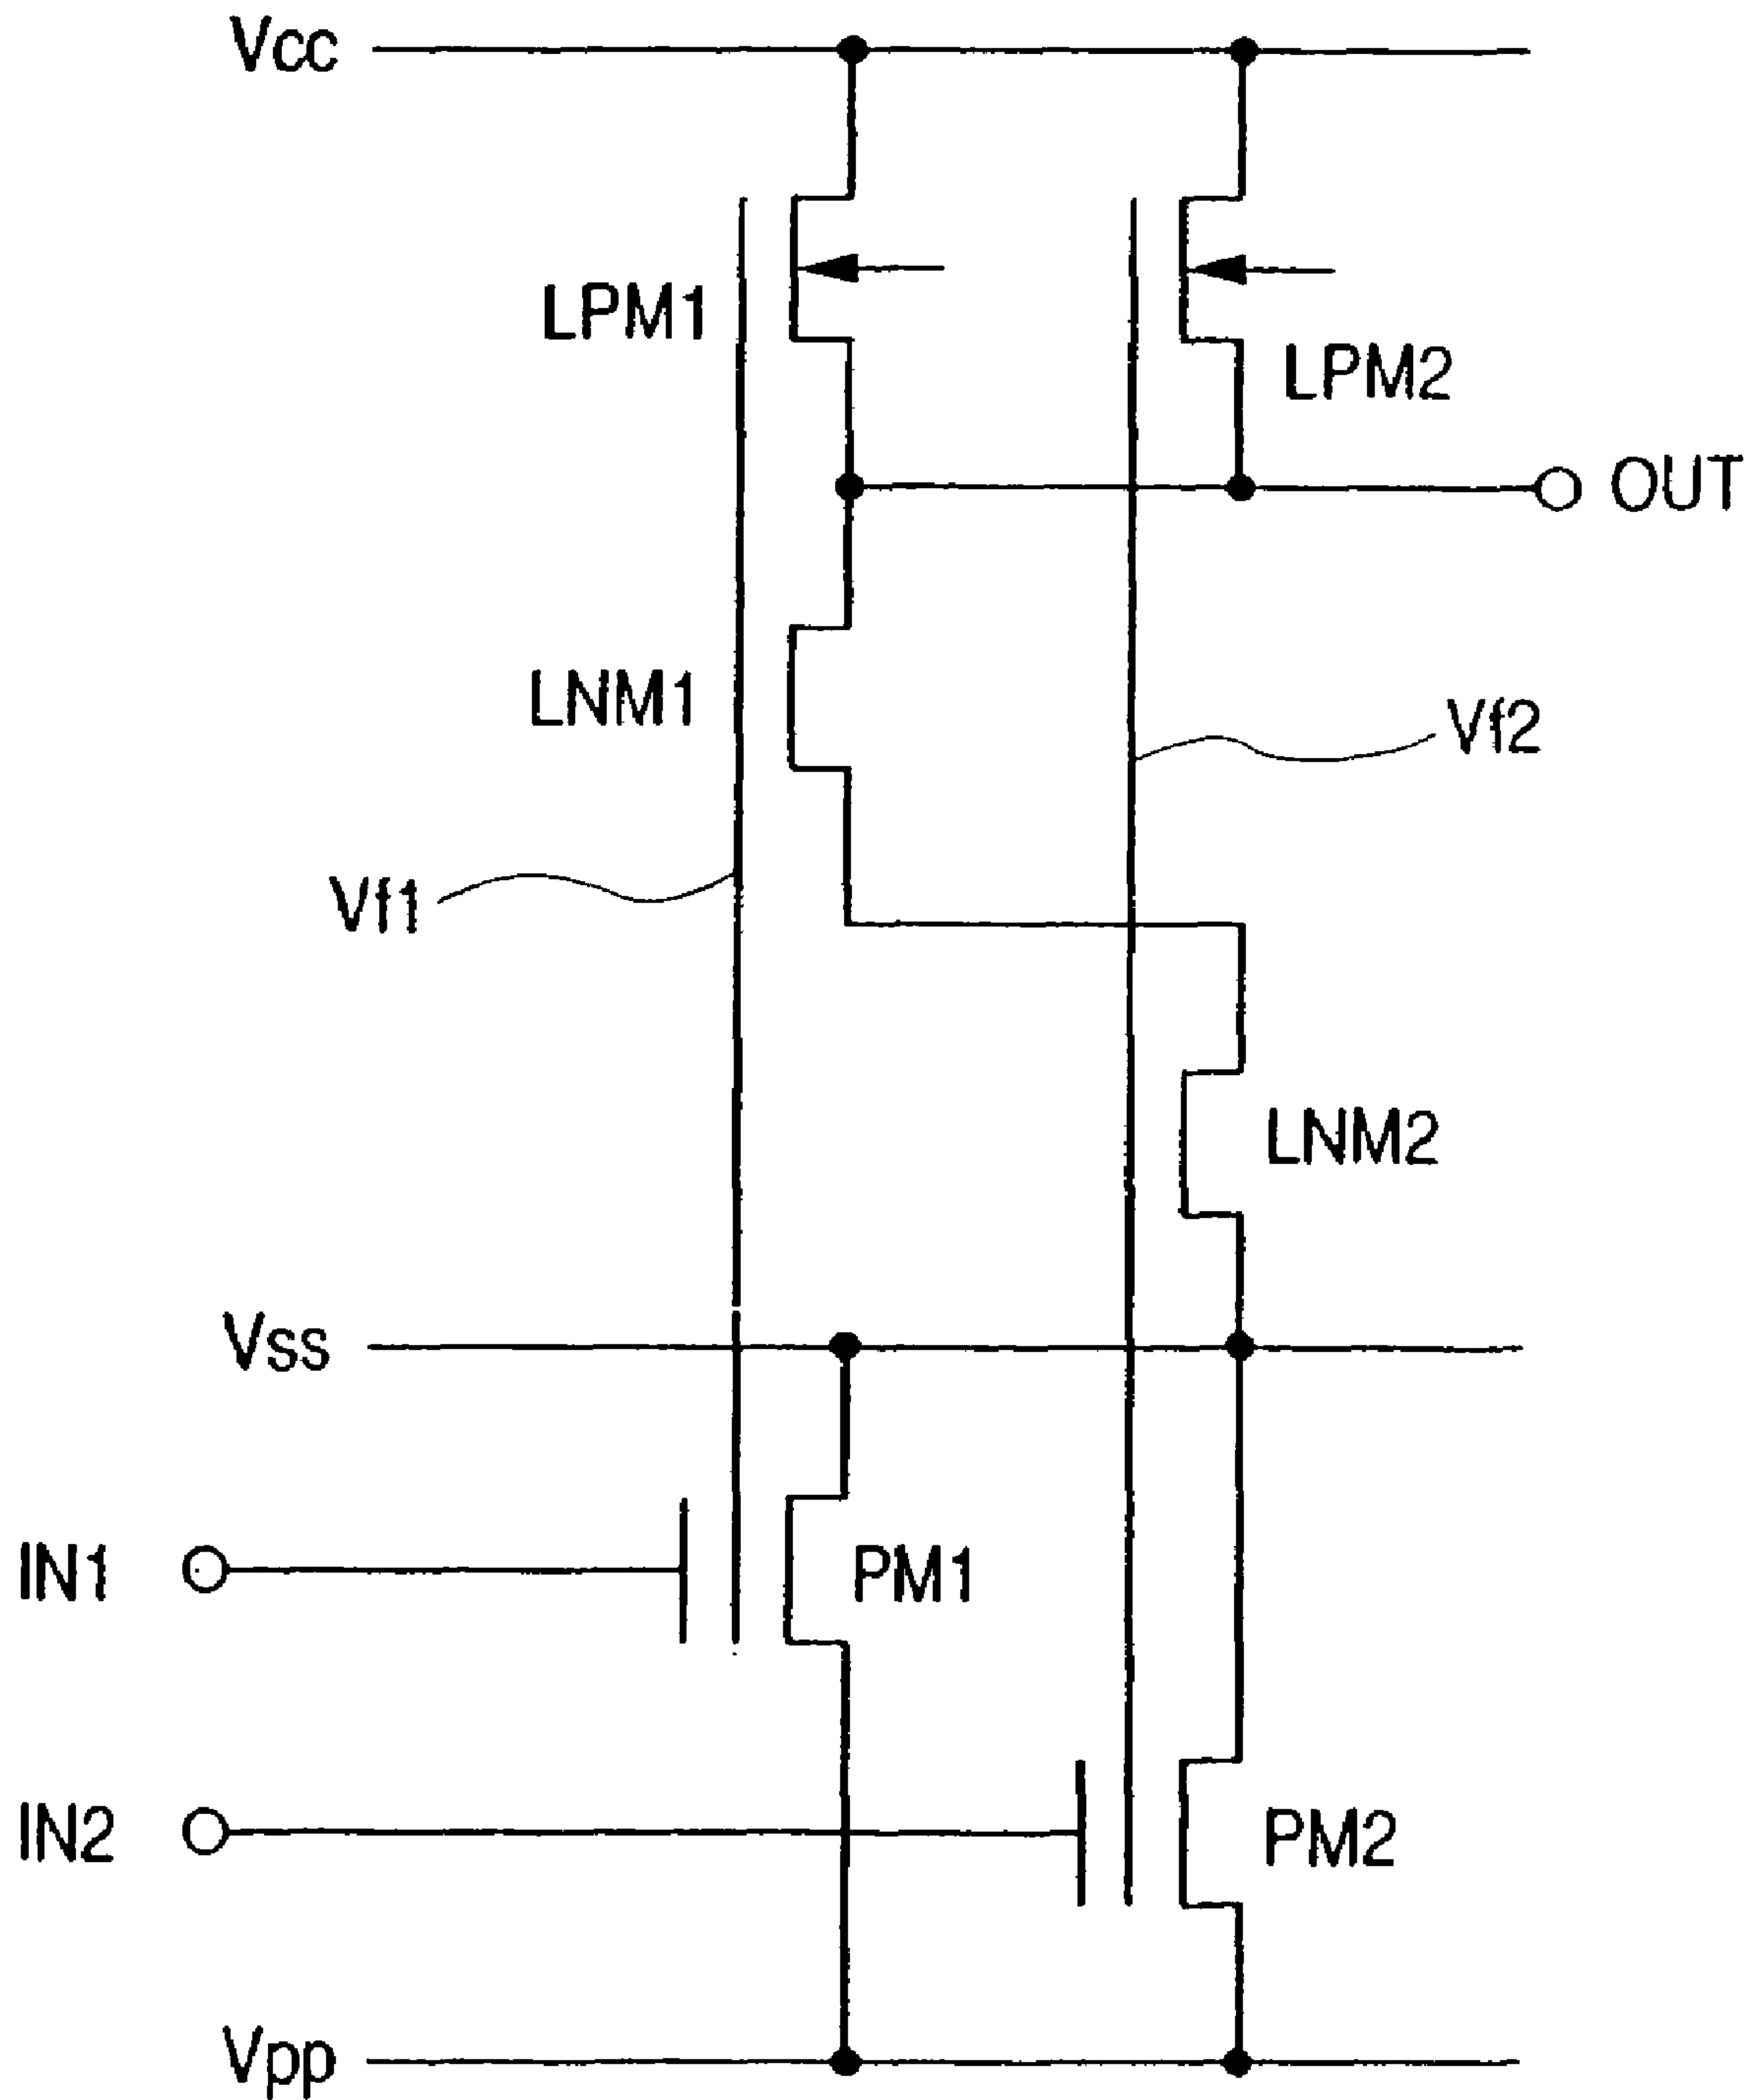 Vcc
LPM1
LPM2
OUT
LNM1
Vf2
Vf1
LNM2
Vss
IN1
PM1
IN2
PM2
Vpp